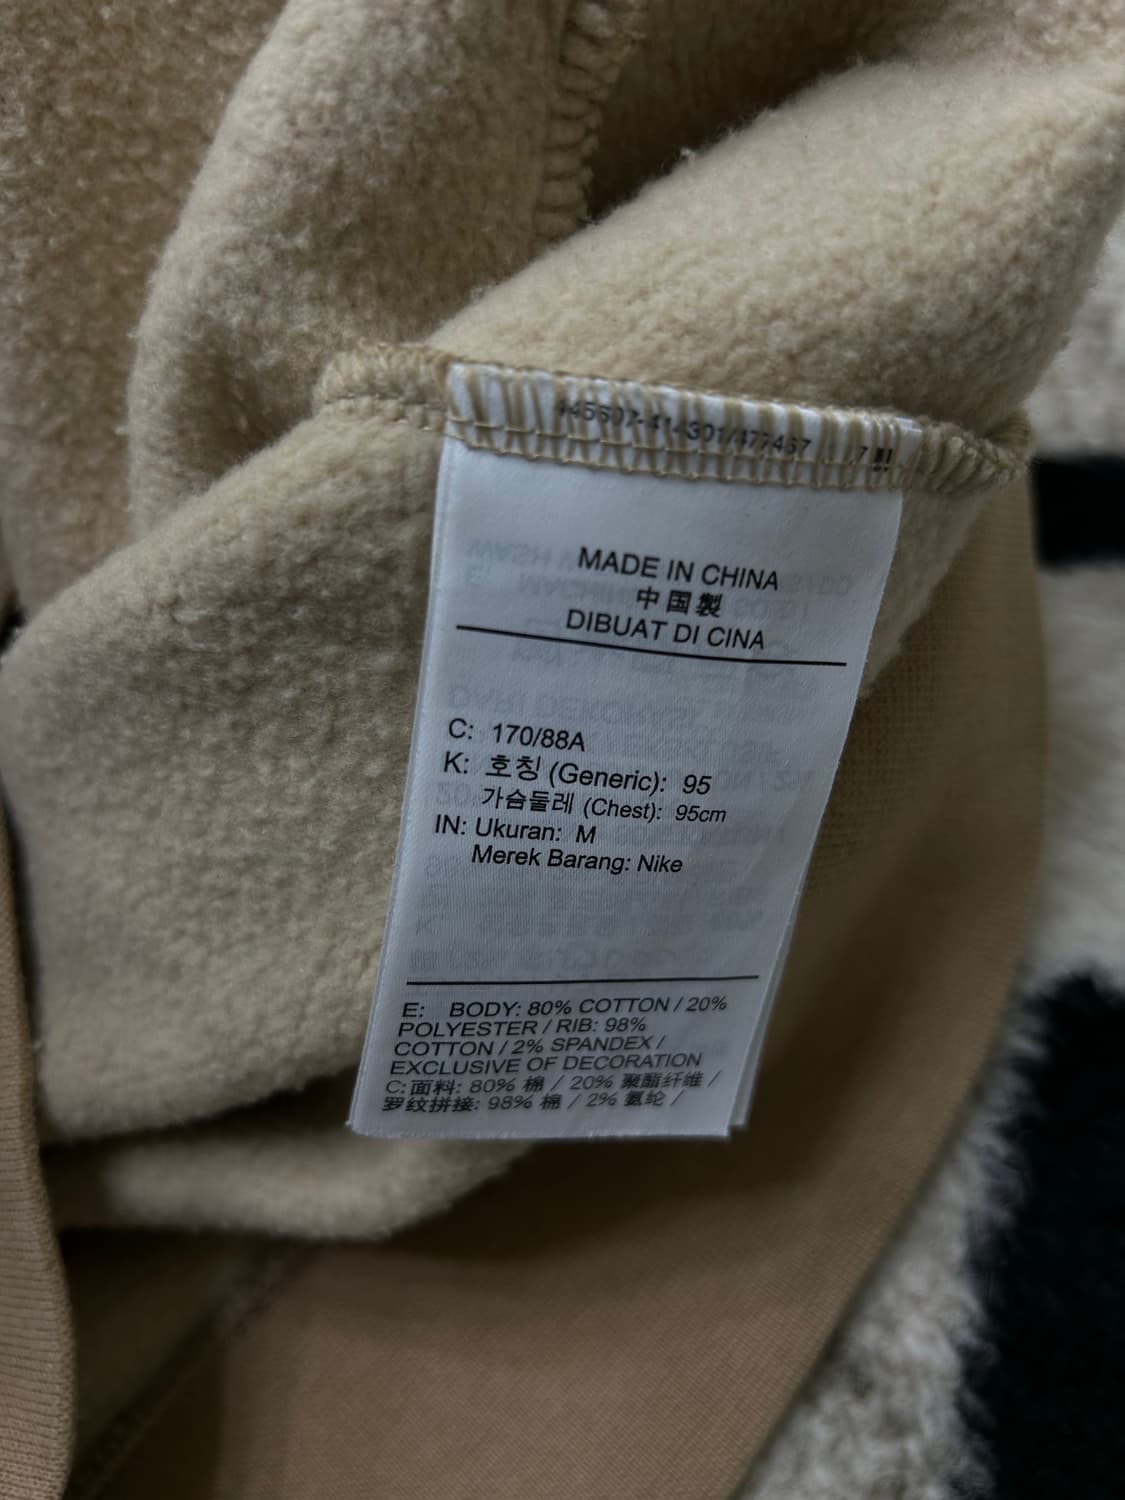 MADE IN CHINA
中国製
DIBUAT DI CINA
C: 170/88A
K: 호칭 (Generic): 95
가슴둘레 (Chest): 95cm
IN: Ukuran: M
Merek Barang: Nike
E: BODY: 80% COTTON / 20%
POLYESTER / RIB: 98%
COTTON / 2% SPANDEX /
EXCLUSIVE OF DECORATION
C: 面料: 80% 棉 / 20% 聚酯纤维 /
罗纹拼接: 98% 棉 / 2% 氨纶 /